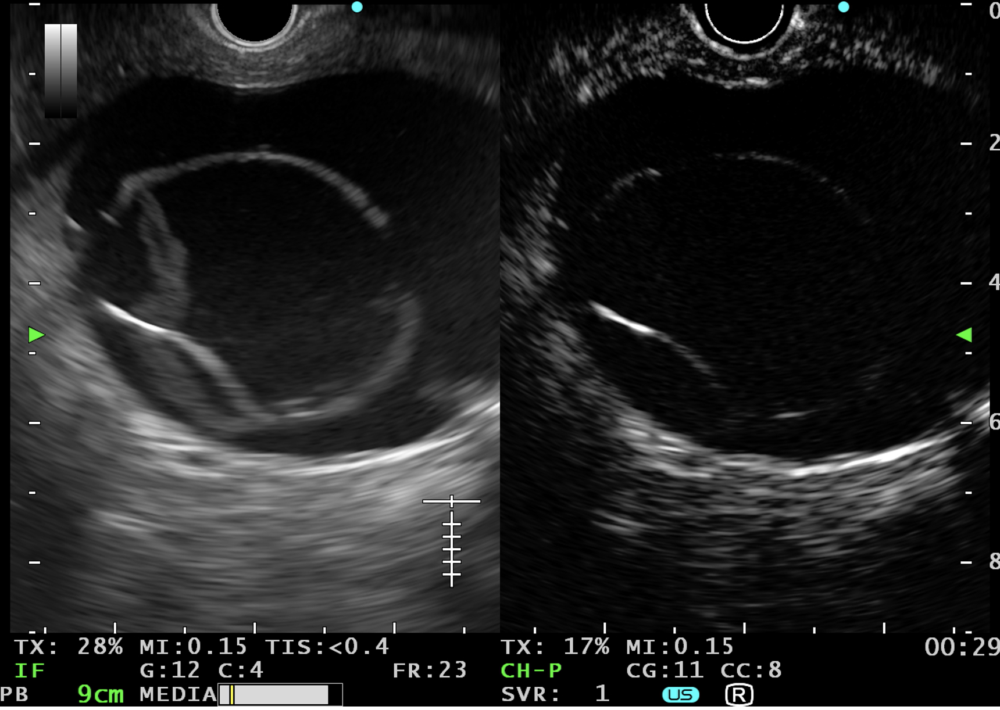 0
2
4
6
8
TX: 28% MI:0.15 TIS:<0.4 TX: 17% MI:0.15 00:29
IF G:12 C:4 FR:23 CH-P CG:11 CC:8
PB 9cm MEDIA SVR: 1 US R